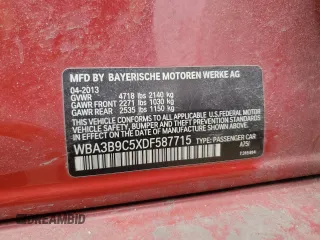 MFD BY BAYERISCHE MOTOREN WERKE AG
04-2013
GVWR 4718 lbs 2140 kg
GAWR FRONT 2271 lbs 1030 kg
GAWR REAR 2535 lbs 1150 kg
THIS VEHICLE CONFORMS TO ALL APPLICABLE
FEDERAL MOTOR VEHICLE SAFETY, BUMPER,
AND THEFT PREVENTION STANDARDS IN EFFECT
ON THE DATE OF MANUFACTURE SHOWN ABOVE.
WBA3B9C5XDF587715 TYPE: PASSENGER CAR
A75I